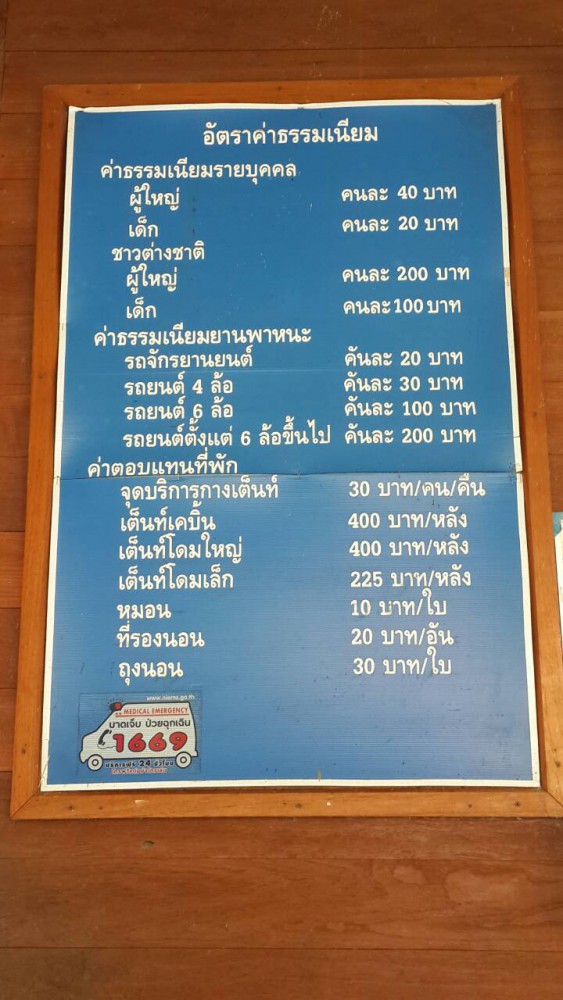 อัตราค่าธรรมเนียม
ค่าธรรมเนียมรายบุคคล
ผู้ใหญ่ คนละ 40 บาท
เด็ก คนละ 20 บาท
ชาวต่างชาติ
ผู้ใหญ่ คนละ 200 บาท
เด็ก คนละ 100 บาท
ค่าธรรมเนียมยานพาหนะ
รถจักรยานยนต์ คันละ 20 บาท
รถยนต์ 4 ล้อ คันละ 30 บาท
รถยนต์ 6 ล้อ คันละ 100 บาท
รถยนต์ตั้งแต่ 6 ล้อขึ้นไป คันละ 200 บาท
ค่าตอบแทนที่พัก
จุดบริการกางเต็นท์ 30 บาท/คน/คืน
เต็นท์เคบิ้น 400 บาท/หลัง
เต็นท์โดมใหญ่ 400 บาท/หลัง
เต็นท์โดมเล็ก 225 บาท/หลัง
หมอน 10 บาท/ใบ
ที่รองนอน 20 บาท/อัน
ถุงนอน 30 บาท/ใบ
MEDICAL EMERGENCY
บาดเจ็บ ป่วยฉุกเฉิน
1669
24 ชั่วโมง